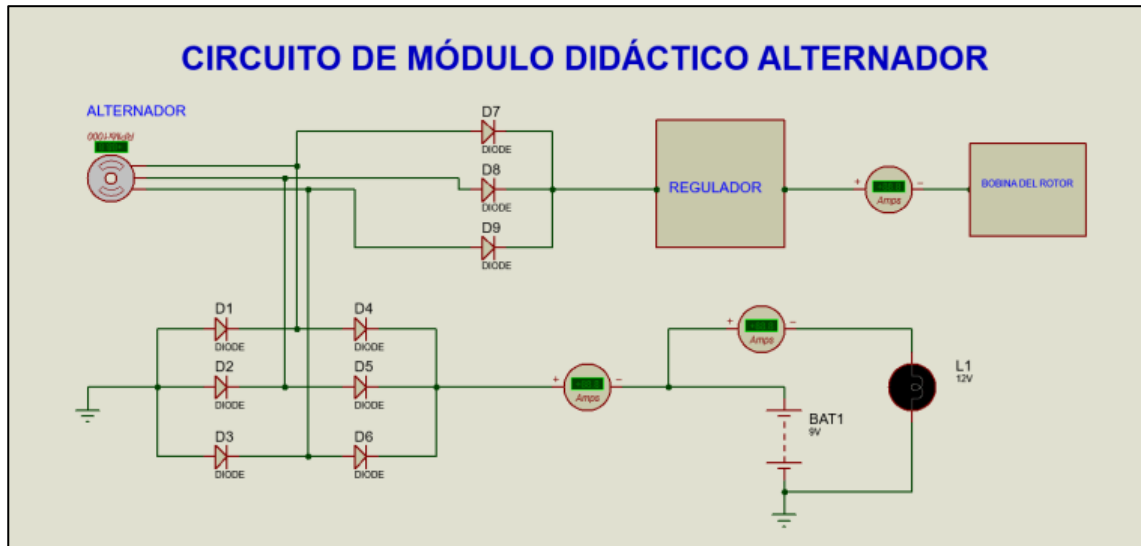 CIRCUITO DE MÓDULO DIDÁCTICO ALTERNADOR
ALTERNADOR
D7
DIODE
D8
DIODE
D9
DIODE
REGULADOR
+
−
Amps
BOBINA DEL ROTOR
D1
DIODE
D4
DIODE
D2
DIODE
D5
DIODE
D3
DIODE
D6
DIODE
+
−
Amps
+
−
Amps
L1
12V
BAT1
9V